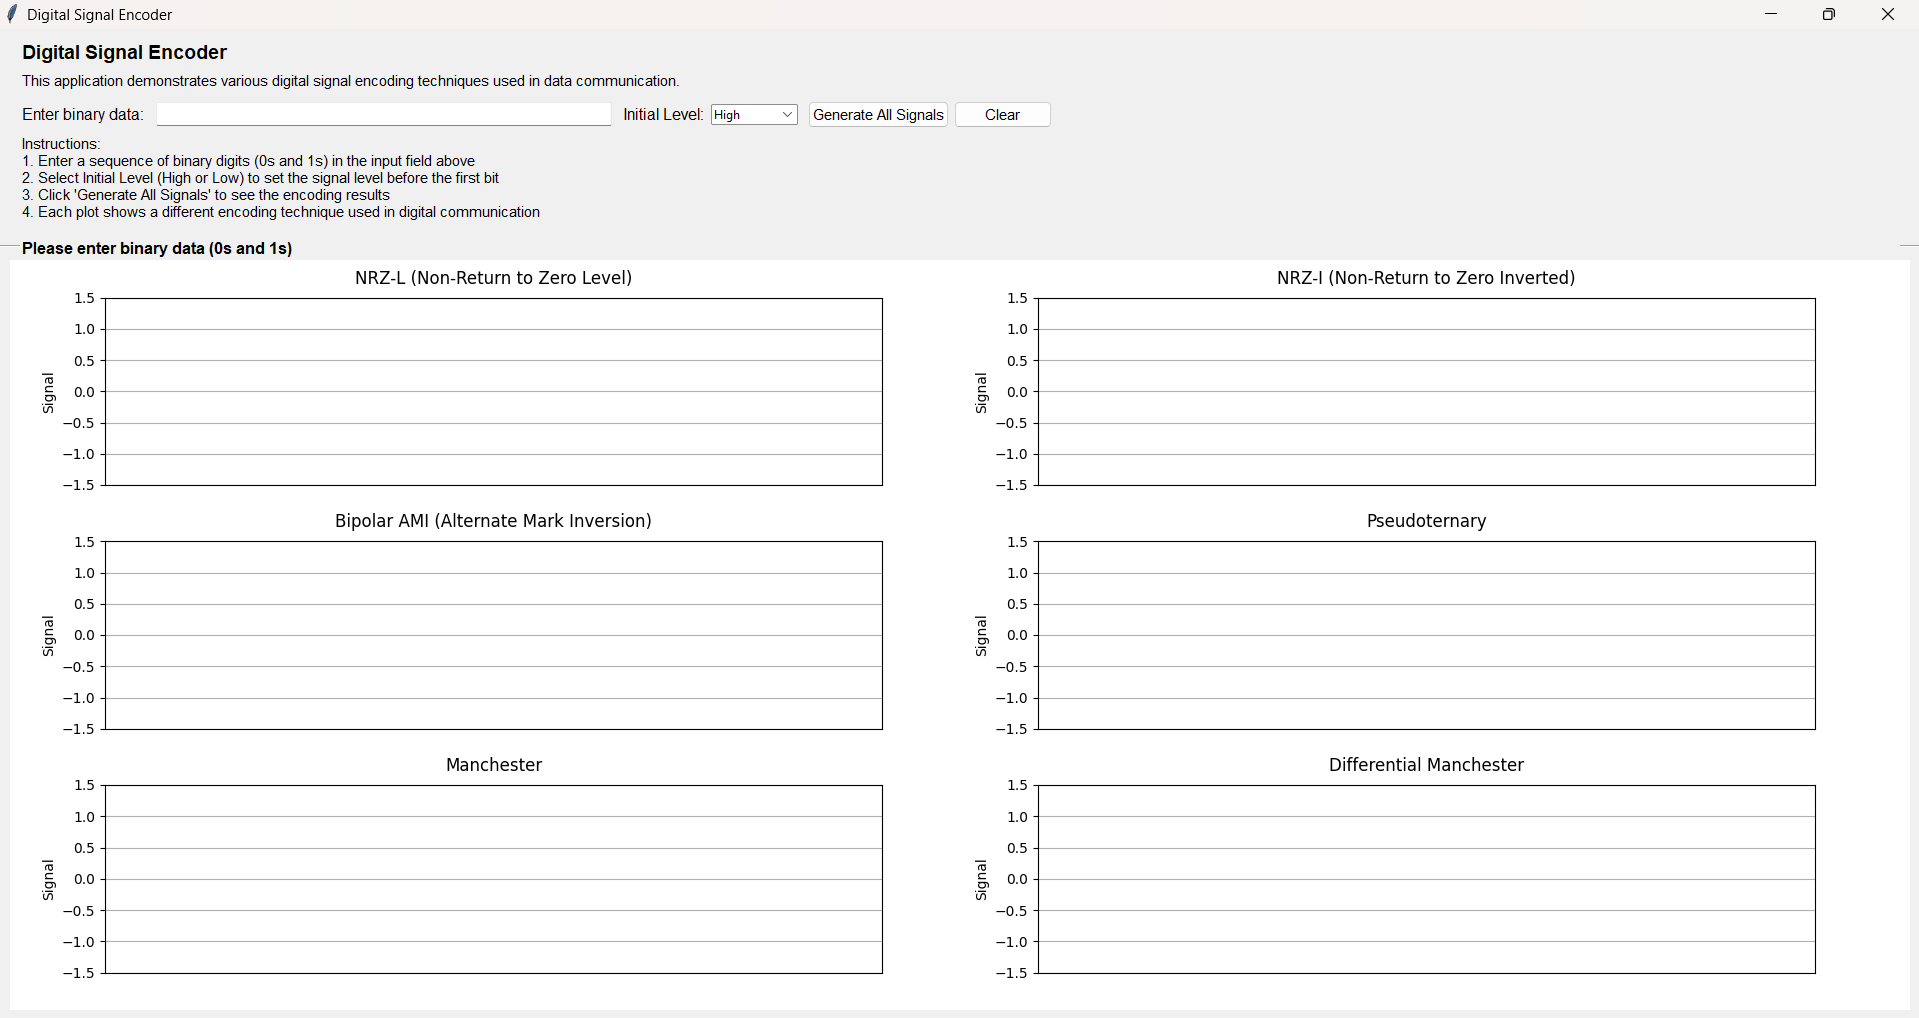 Digital Signal Encoder
Digital Signal Encoder
This application demonstrates various digital signal encoding techniques used in data communication.
Enter binary data: Initial Level: High Generate All Signals Clear
Instructions:
1. Enter a sequence of binary digits (0s and 1s) in the input field above
2. Select Initial Level (High or Low) to set the signal level before the first bit
3. Click 'Generate All Signals' to see the encoding results
4. Each plot shows a different encoding technique used in digital communication
Please enter binary data (0s and 1s)
NRZ-L (Non-Return to Zero Level)
1.5
1.0
0.5
0.0
−0.5
−1.0
−1.5
Signal
NRZ-I (Non-Return to Zero Inverted)
1.5
1.0
0.5
0.0
−0.5
−1.0
−1.5
Signal
Bipolar AMI (Alternate Mark Inversion)
1.5
1.0
0.5
0.0
−0.5
−1.0
−1.5
Signal
Pseudoternary
1.5
1.0
0.5
0.0
−0.5
−1.0
−1.5
Signal
Manchester
1.5
1.0
0.5
0.0
−0.5
−1.0
−1.5
Signal
Differential Manchester
1.5
1.0
0.5
0.0
−0.5
−1.0
−1.5
Signal